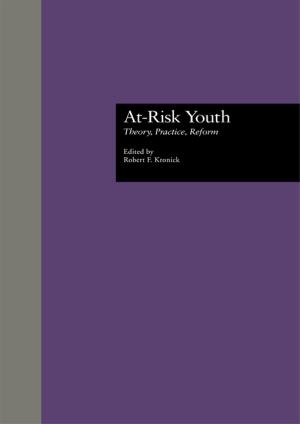 At-Risk Youth
Theory, Practice, Reform
Edited by
Robert F. Kronick